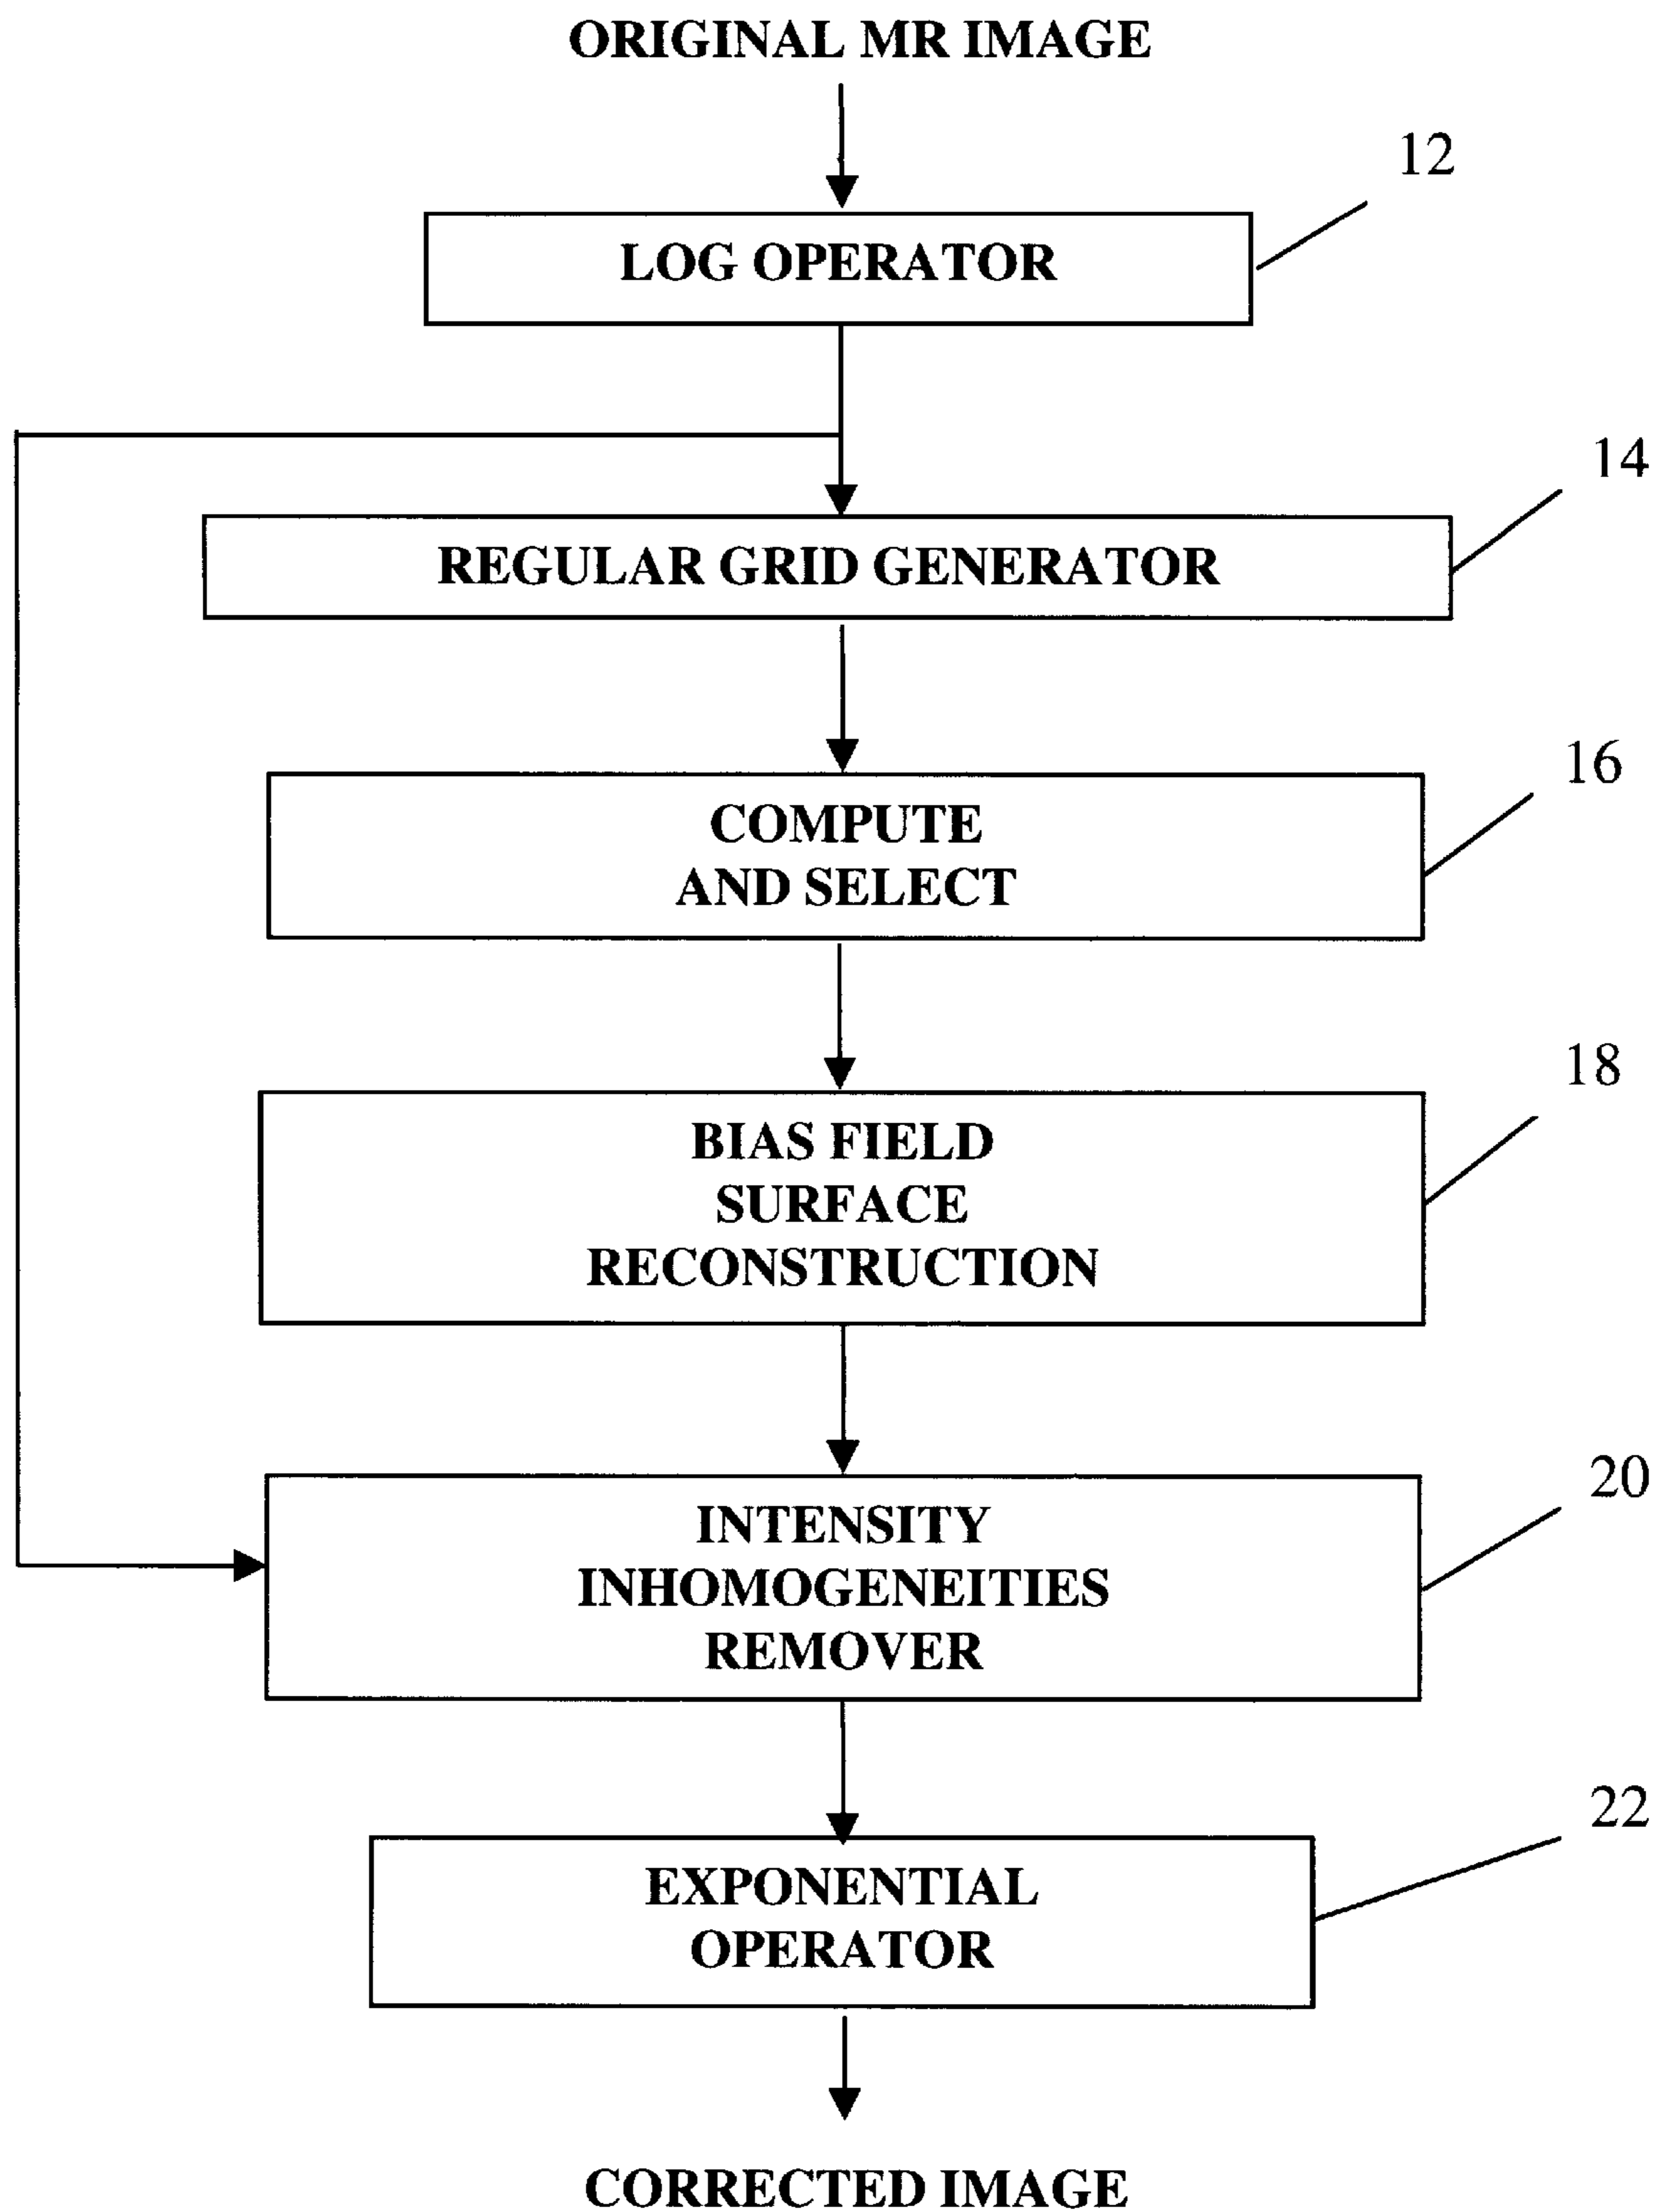 ORIGINAL MR IMAGE
12
LOG OPERATOR
14
REGULAR GRID GENERATOR
16
COMPUTE
AND SELECT
18
BIAS FIELD
SURFACE
RECONSTRUCTION
20
INTENSITY
INHOMOGENEITIES
REMOVER
22
EXPONENTIAL
OPERATOR
CORRECTED IMAGE